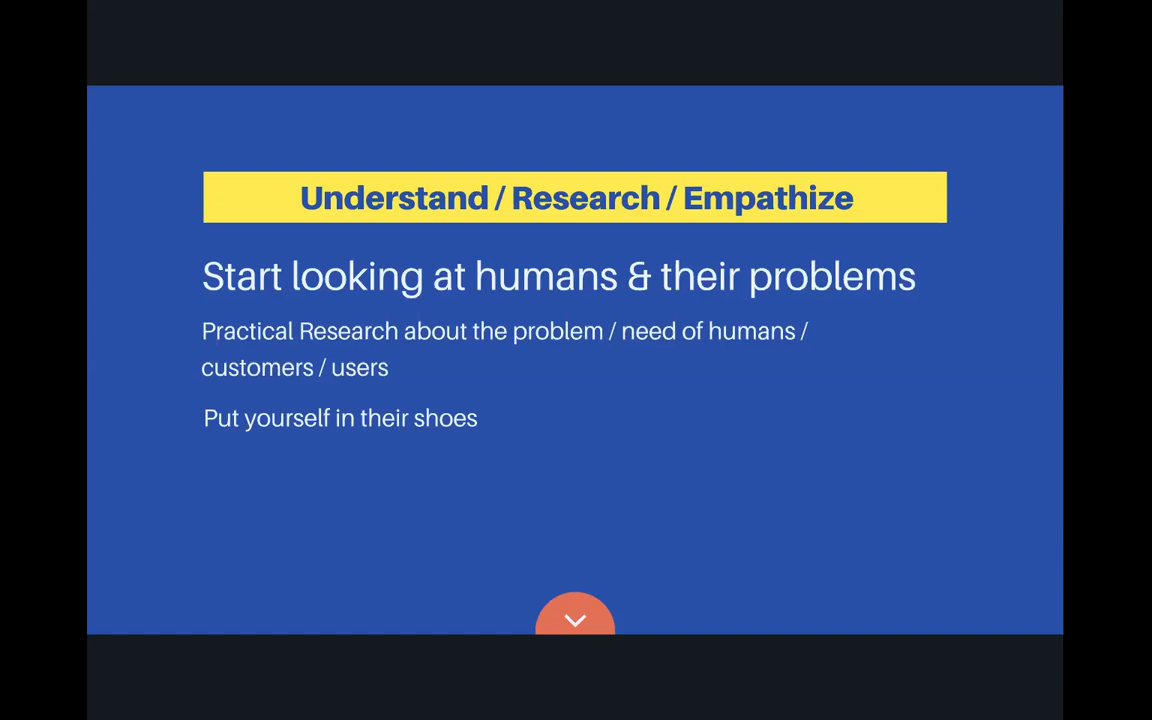 Understand / Research / Empathize
Start looking at humans & their problems
Practical Research about the problem / need of humans /
customers / users
Put yourself in their shoes